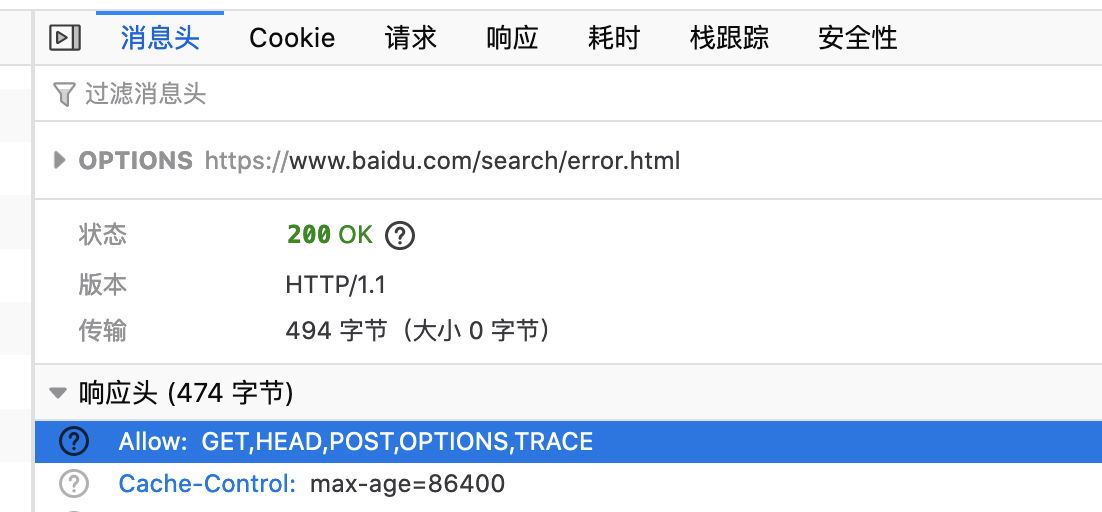 消息头 Cookie 请求 响应 耗时 栈跟踪 安全性
过滤消息头
OPTIONS https://www.baidu.com/search/error.html
状态 200 OK
版本 HTTP/1.1
传输 494 字节（大小 0 字节）
响应头 (474 字节)
Allow: GET,HEAD,POST,OPTIONS,TRACE
Cache-Control: max-age=86400